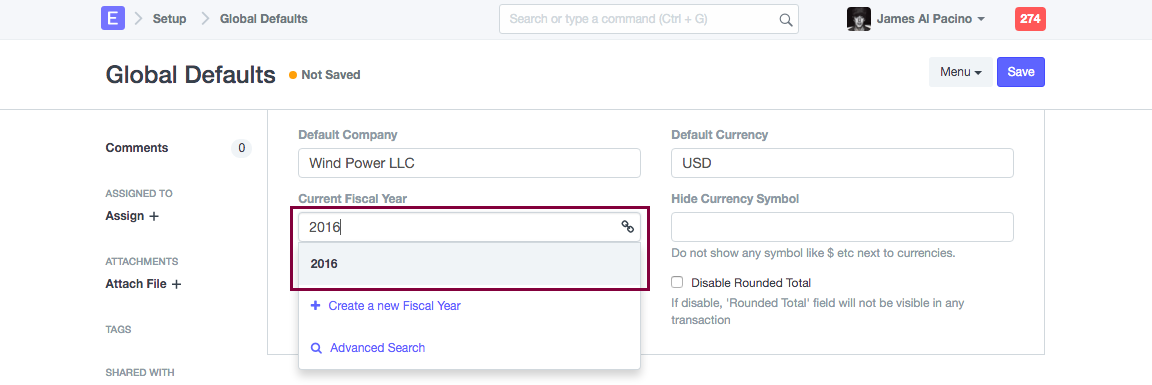 E Setup Global Defaults Search or type a command (Ctrl + G) James Al Pacino 274
Global Defaults Not Saved Menu Save
Comments 0
ASSIGNED TO
Assign +
ATTACHMENTS
Attach File +
TAGS
SHARED WITH
Default Company
Wind Power LLC
Current Fiscal Year
2016
2016
+ Create a new Fiscal Year
Advanced Search
Default Currency
USD
Hide Currency Symbol
Do not show any symbol like $ etc next to currencies.
Disable Rounded Total
If disable, 'Rounded Total' field will not be visible in any
transaction